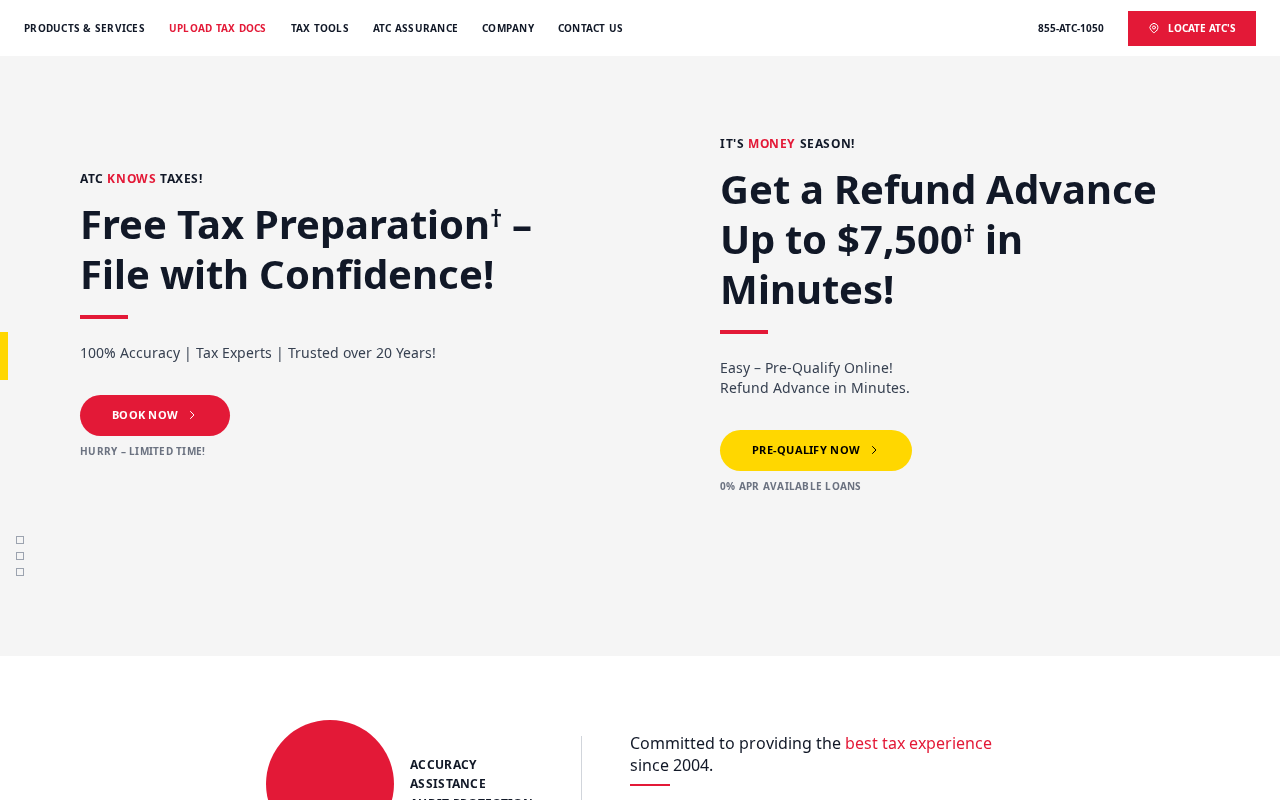 PRODUCTS & SERVICES UPLOAD TAX DOCS TAX TOOLS ATC ASSURANCE COMPANY CONTACT US 855-ATC-1050 LOCATE ATC'S
ATC KNOWS TAXES!
Free Tax Preparation† –
File with Confidence!
100% Accuracy | Tax Experts | Trusted over 20 Years!
BOOK NOW
HURRY – LIMITED TIME!
IT'S MONEY SEASON!
Get a Refund Advance
Up to $7,500† in
Minutes!
Easy – Pre-Qualify Online!
Refund Advance in Minutes.
PRE-QUALIFY NOW
0% APR AVAILABLE LOANS
ACCURACY
ASSISTANCE
AUDIT PROTECTION
Committed to providing the best tax experience
since 2004.